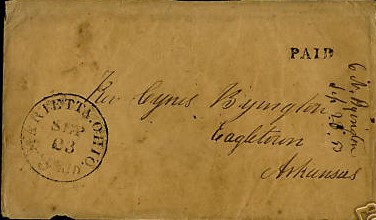 PAID
MARIETTA, OHIO.
SEP
23
Rev Cyrus Byington
Eagletown
Arkansas